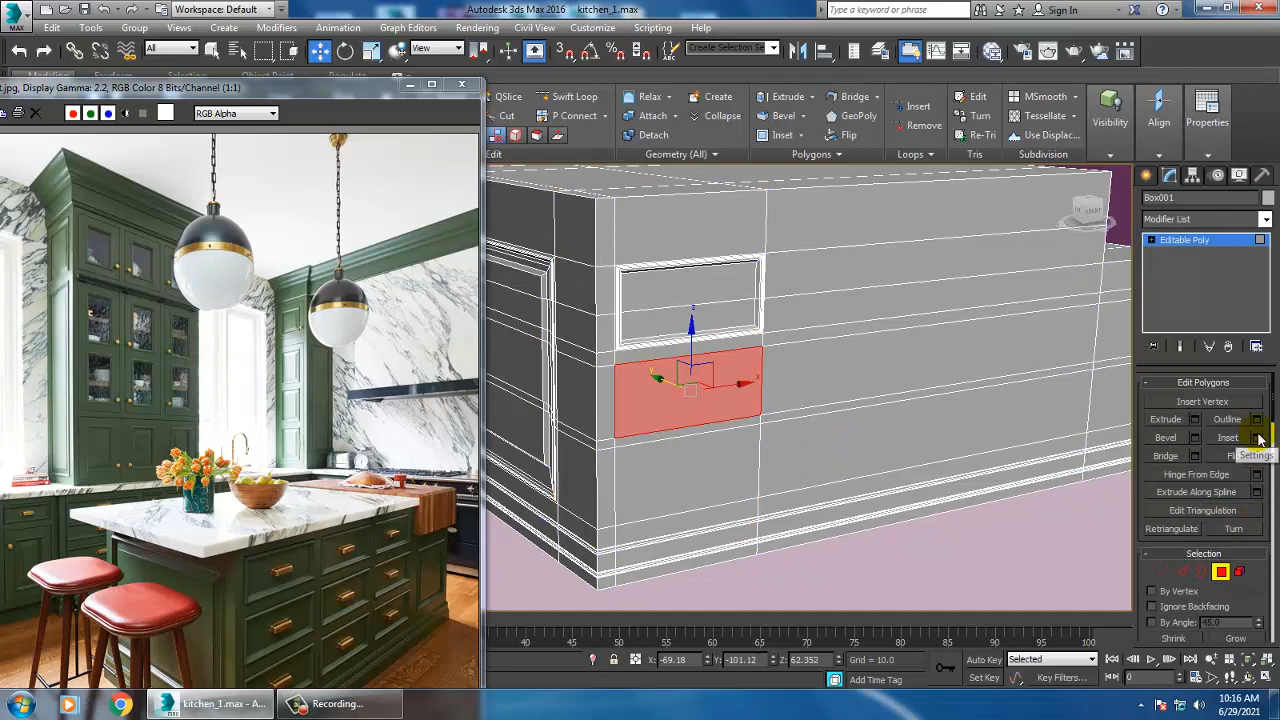 Workspace: Default
Autodesk 3ds Max 2016 kitchen_1.max
Type a keyword or phrase
Sign In
MAX
Edit Tools Group Views Create Modifiers Animation Graph Editors Rendering Civil View Customize Scripting Help
All
View
Create Selection Se
Modeling Freeform Selection Object Paint Populate
t.jpg, Display Gamma: 2.2, RGB Color 8 Bits/Channel (1:1)
RGB Alpha
QSlice Swift Loop
Cut P Connect
Edit
Relax Create
Attach Collapse
Detach
Geometry (All)
Extrude Bridge
Bevel GeoPoly
Inset Flip
Polygons
Insert
Remove
Loops
Edit
Turn
Re-Tri
Tris
MSmooth
Tessellate
Use Displac...
Subdivision
Visibility
Align
Properties
Box001
Modifier List
Editable Poly
z
y
x
Edit Polygons
Insert Vertex
Extrude Outline
Bevel Inset
Bridge Fl
Settings
Hinge From Edge
Extrude Along Spline
Edit Triangulation
Retriangulate Turn
Selection
By Vertex
Ignore Backfacing
By Angle: 45.0
Shrink Grow
40 45 50 55 60 65 70 75 80 85 90 95 100
X: -69.18 Y: -101.12 Z: 62.352 Grid = 10.0
Add Time Tag
Auto Key Selected
Set Key Key Filters...
0
kitchen_1.max - A...
Recording...
10:16 AM
6/29/2021